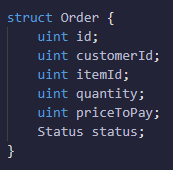 struct Order {
    uint id;
    uint customerId;
    uint itemId;
    uint quantity;
    uint priceToPay;
    Status status;
}